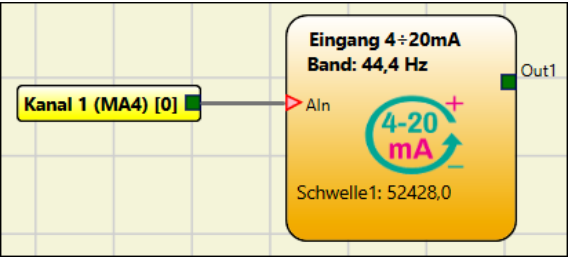 Eingang 4÷20mA
Band: 44,4 Hz
Out1
Kanal 1 (MA4) [0]
AIn
4-20
mA
+
−
Schwelle1: 52428,0